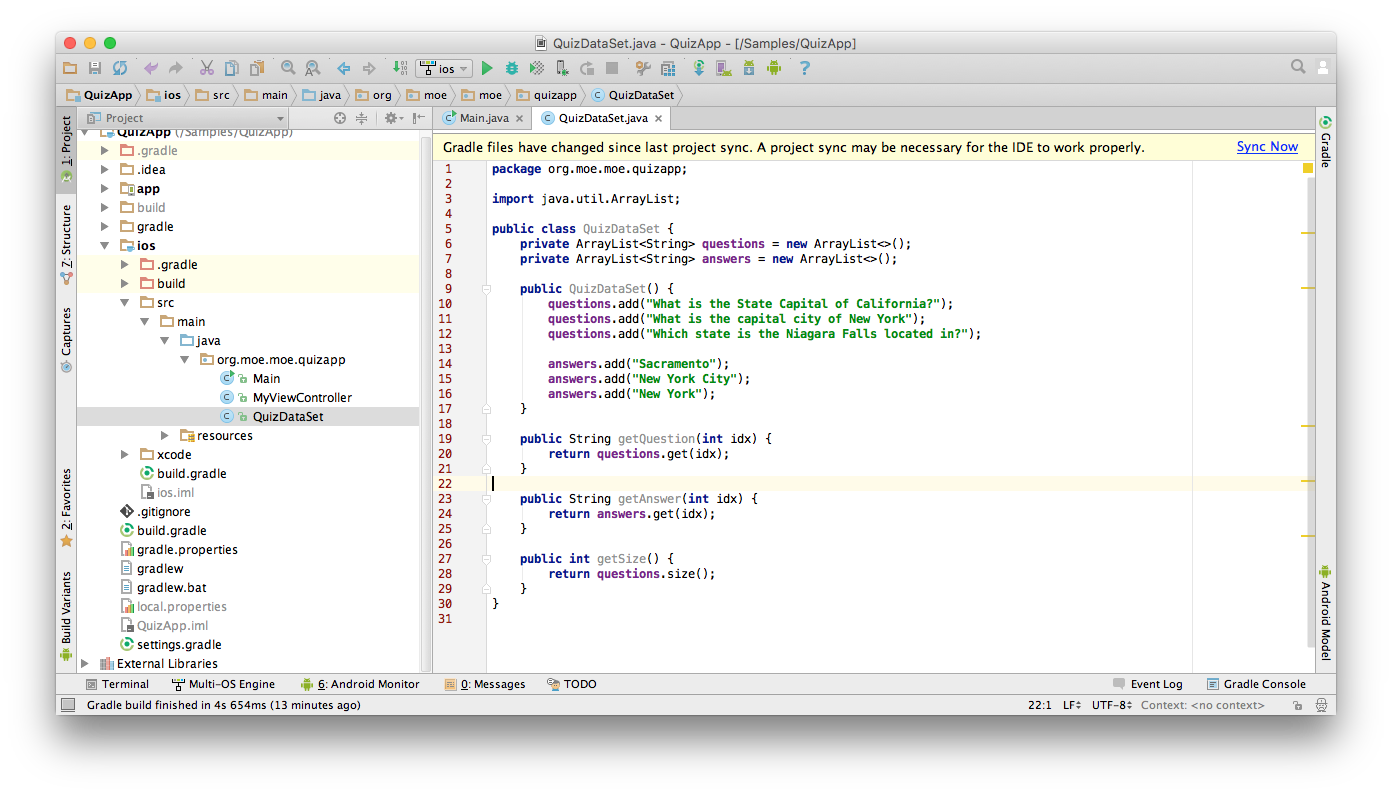 QuizDataSet.java - QuizApp - [/Samples/QuizApp]
ios
?
QuizApp ios src main java org moe moe quizapp QuizDataSet
Project
Main.java QuizDataSet.java
1: Project
Z: Structure
Captures
2: Favorites
Build Variants
QuizApp (/Samples/QuizApp)
.gradle
.idea
app
build
gradle
ios
.gradle
build
src
main
java
org.moe.moe.quizapp
Main
MyViewController
QuizDataSet
resources
xcode
build.gradle
ios.iml
.gitignore
build.gradle
gradle.properties
gradlew
gradlew.bat
local.properties
QuizApp.iml
settings.gradle
External Libraries
Gradle files have changed since last project sync. A project sync may be necessary for the IDE to work properly. Sync Now
1 package org.moe.moe.quizapp;
2
3 import java.util.ArrayList;
4
5 public class QuizDataSet {
6 private ArrayList<String> questions = new ArrayList<>();
7 private ArrayList<String> answers = new ArrayList<>();
8
9 public QuizDataSet() {
10 questions.add("What is the State Capital of California?");
11 questions.add("What is the capital city of New York");
12 questions.add("Which state is the Niagara Falls located in?");
13
14 answers.add("Sacramento");
15 answers.add("New York City");
16 answers.add("New York");
17 }
18
19 public String getQuestion(int idx) {
20 return questions.get(idx);
21 }
22
23 public String getAnswer(int idx) {
24 return answers.get(idx);
25 }
26
27 public int getSize() {
28 return questions.size();
29 }
30 }
31
Gradle
Android Model
Terminal Multi-OS Engine 6: Android Monitor 0: Messages TODO Event Log Gradle Console
Gradle build finished in 4s 654ms (13 minutes ago) 22:1 LF UTF-8 Context: <no context>